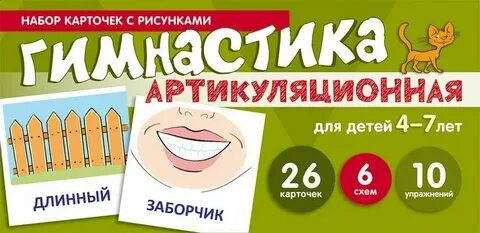 НАБОР КАРТОЧЕК С РИСУНКАМИ
ГИМНАСТИКА
АРТИКУЛЯЦИОННАЯ
для детей 4–7 лет
ДЛИННЫЙ
ЗАБОРЧИК
26
карточек
6
схем
10
упражнений